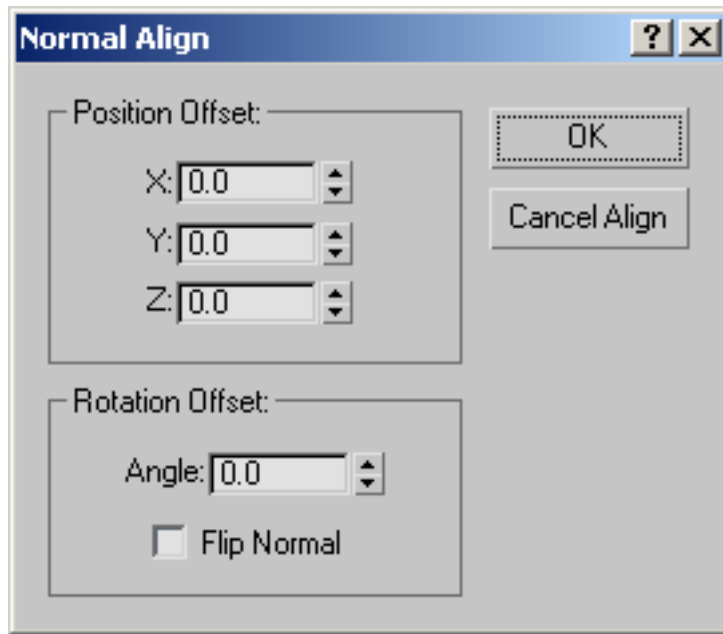 Normal Align ? X
Position Offset:
X: 0.0
Y: 0.0
Z: 0.0
OK
Cancel Align
Rotation Offset:
Angle: 0.0
Flip Normal